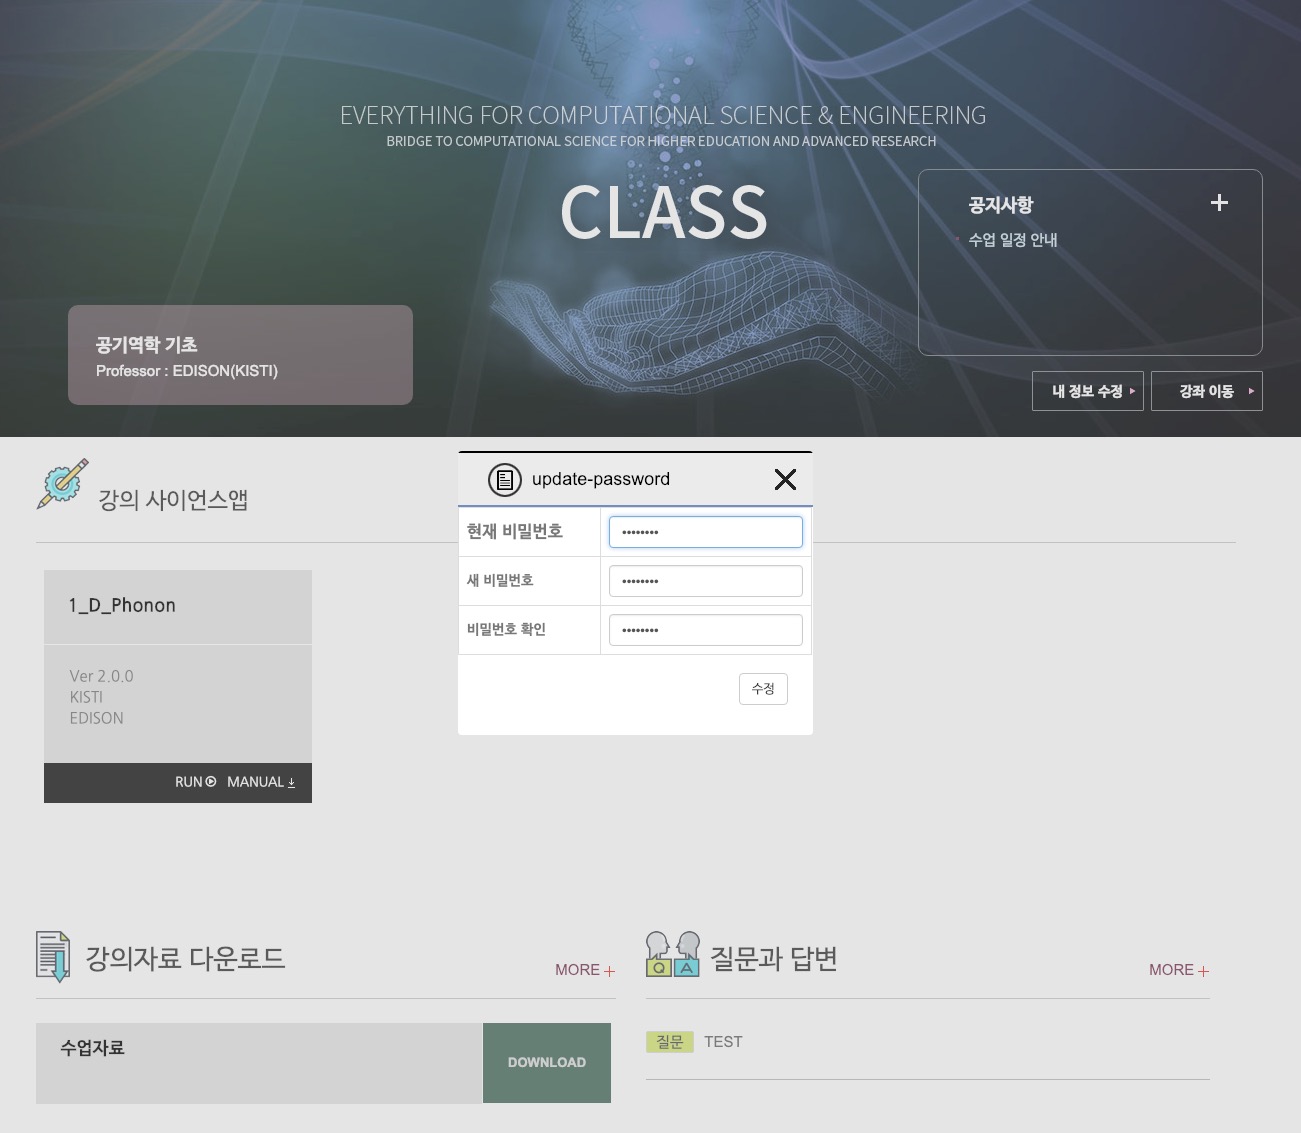 EVERYTHING FOR COMPUTATIONAL SCIENCE & ENGINEERING
BRIDGE TO COMPUTATIONAL SCIENCE FOR HIGHER EDUCATION AND ADVANCED RESEARCH
CLASS
공지사항
수업 일정 안내
공기역학 기초
Professor : EDISON(KISTI)
내 정보 수정
강좌 이동
강의 사이언스앱
update-password
현재 비밀번호
••••••••
새 비밀번호
••••••••
비밀번호 확인
••••••••
수정
1_D_Phonon
Ver 2.0.0
KISTI
EDISON
RUN MANUAL
강의자료 다운로드
MORE
수업자료
DOWNLOAD
질문과 답변
Q A
MORE
질문 TEST